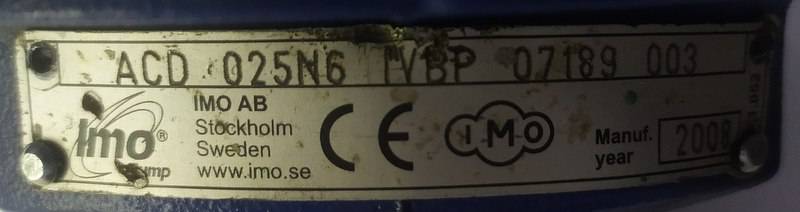 ACD 025N6 IVBP 07189 003
Imo®
IMO AB
Stockholm
Sweden
www.imo.se
CE
IMO
Manuf.
year
2008